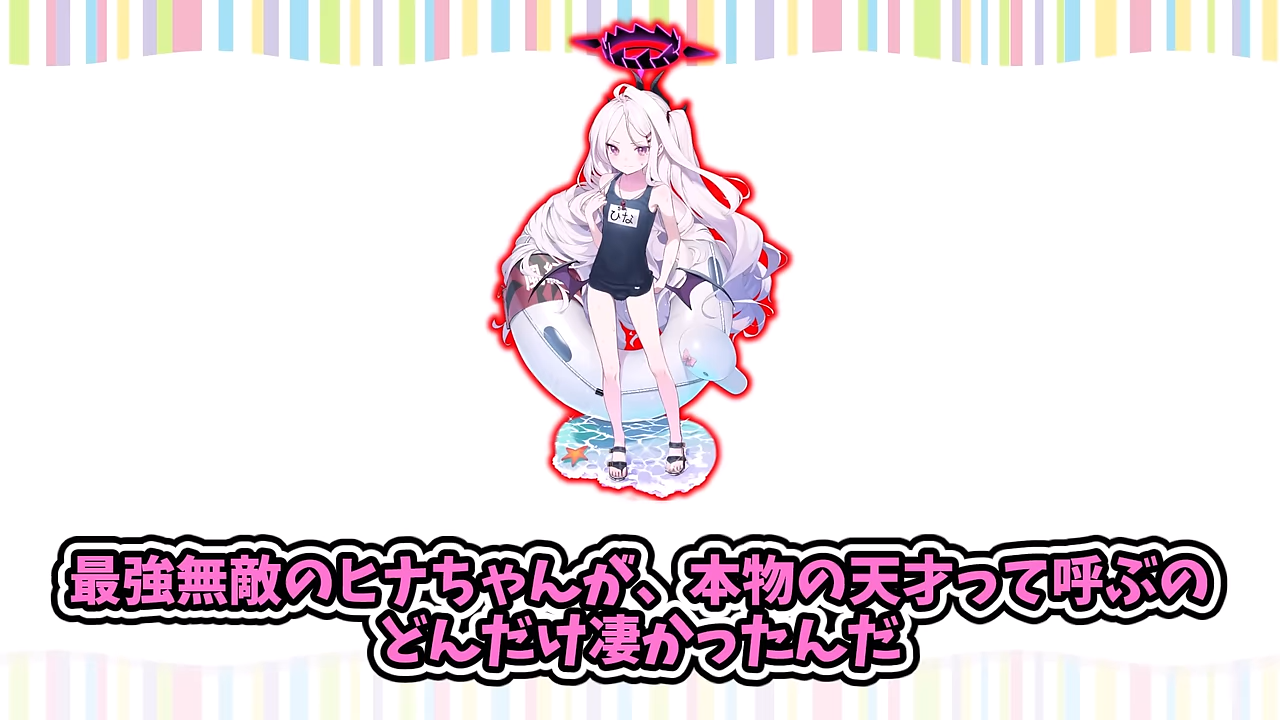 ひな
最強無敵のヒナちゃんが、本物の天才って呼ぶの
どんだけ凄かったんだ